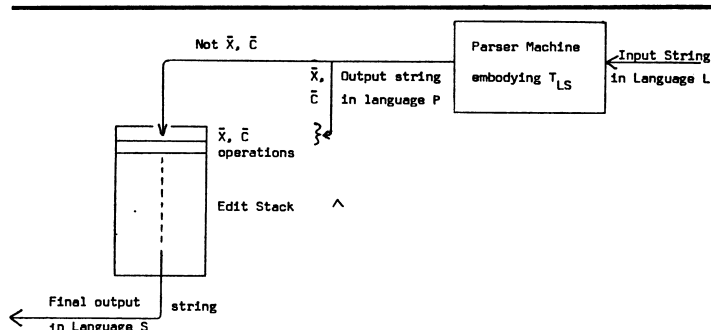 Not X̄, C̄
Parser Machine
embodying T_LS
Input String
in Language L
X̄,
C̄
Output string
in language P
X̄, C̄
operations
Edit Stack
^
Final output
string
in Language S